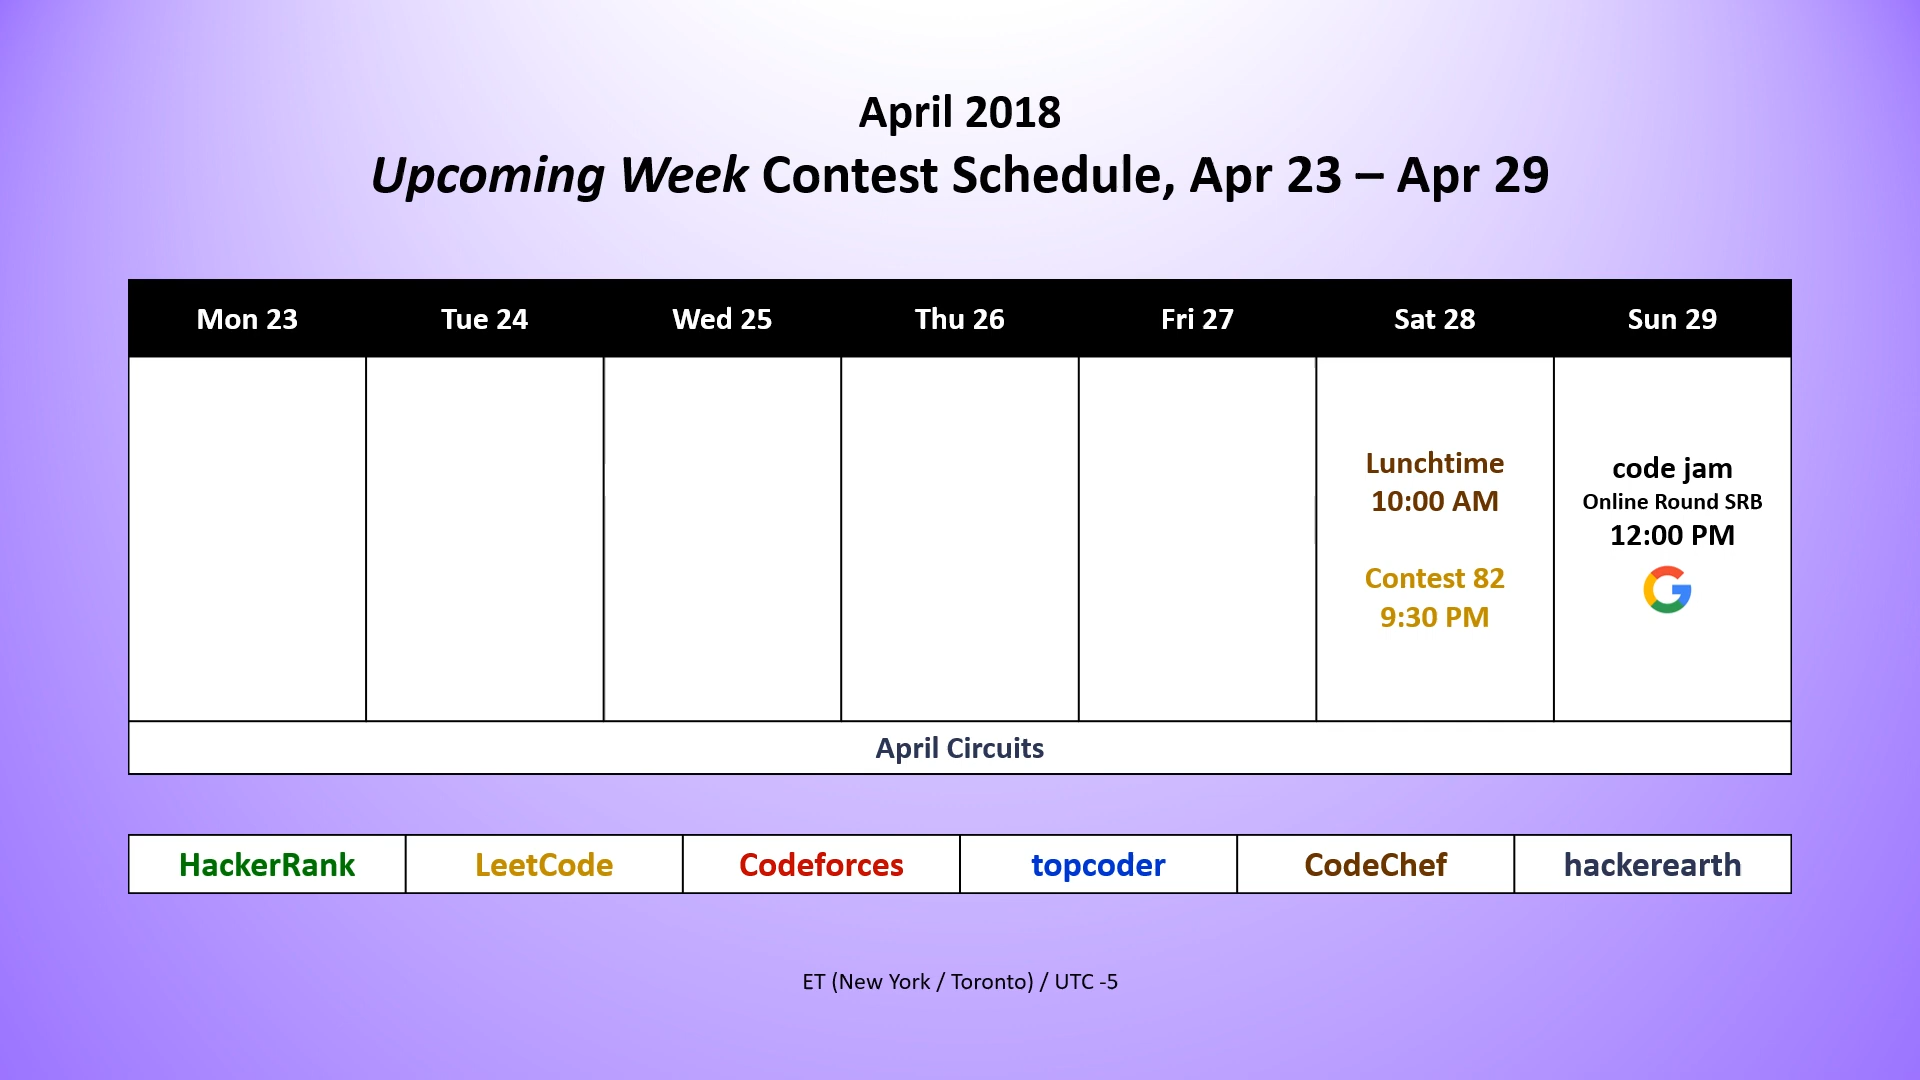 April 2018
Upcoming Week Contest Schedule, Apr 23 – Apr 29
Mon 23
Tue 24
Wed 25
Thu 26
Fri 27
Sat 28
Sun 29
Lunchtime
10:00 AM
Contest 82
9:30 PM
code jam
Online Round SRB
12:00 PM
April Circuits
HackerRank
LeetCode
Codeforces
topcoder
CodeChef
hackerearth
ET (New York / Toronto) / UTC -5